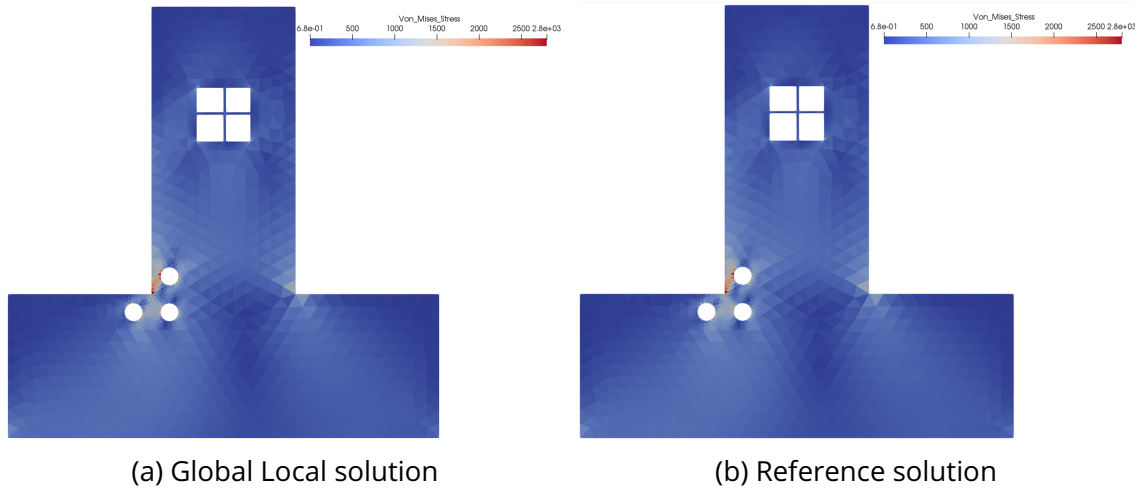 Von_Mises_Stress
6.8e-01 500 1000 1500 2000 2500 2.8e+03
Von_Mises_Stress
6.8e-01 500 1000 1500 2000 2500 2.8e+03
(a) Global Local solution
(b) Reference solution